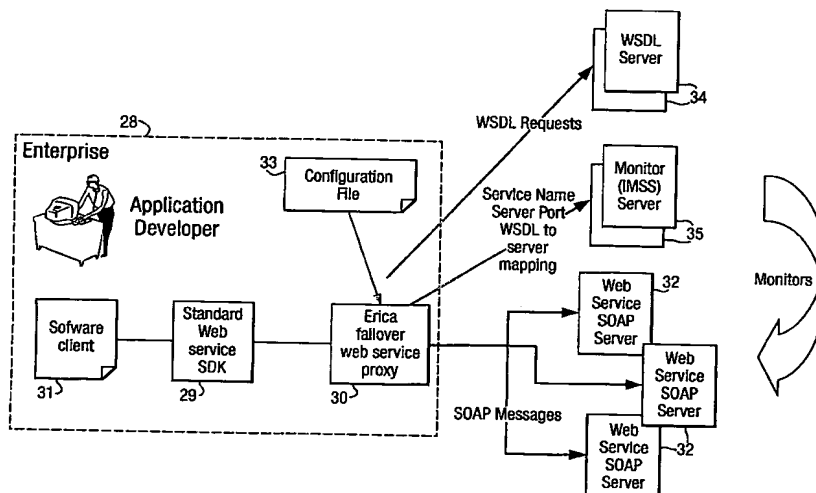 WSDL
Server
34
28
WSDL Requests
Enterprise
33
Configuration
File
Application
Developer
Service Name
Server Port
WSDL to
server
mapping
Monitor
(IMSS)
Server
35
Monitors
32
Web
Service
SOAP
Server
Sofware
client
31
Standard
Web
service
SDK
29
Erica
failover
web service
proxy
30
Web
Service
SOAP
Server
32
SOAP Messages
Web
Service
SOAP
Server
32